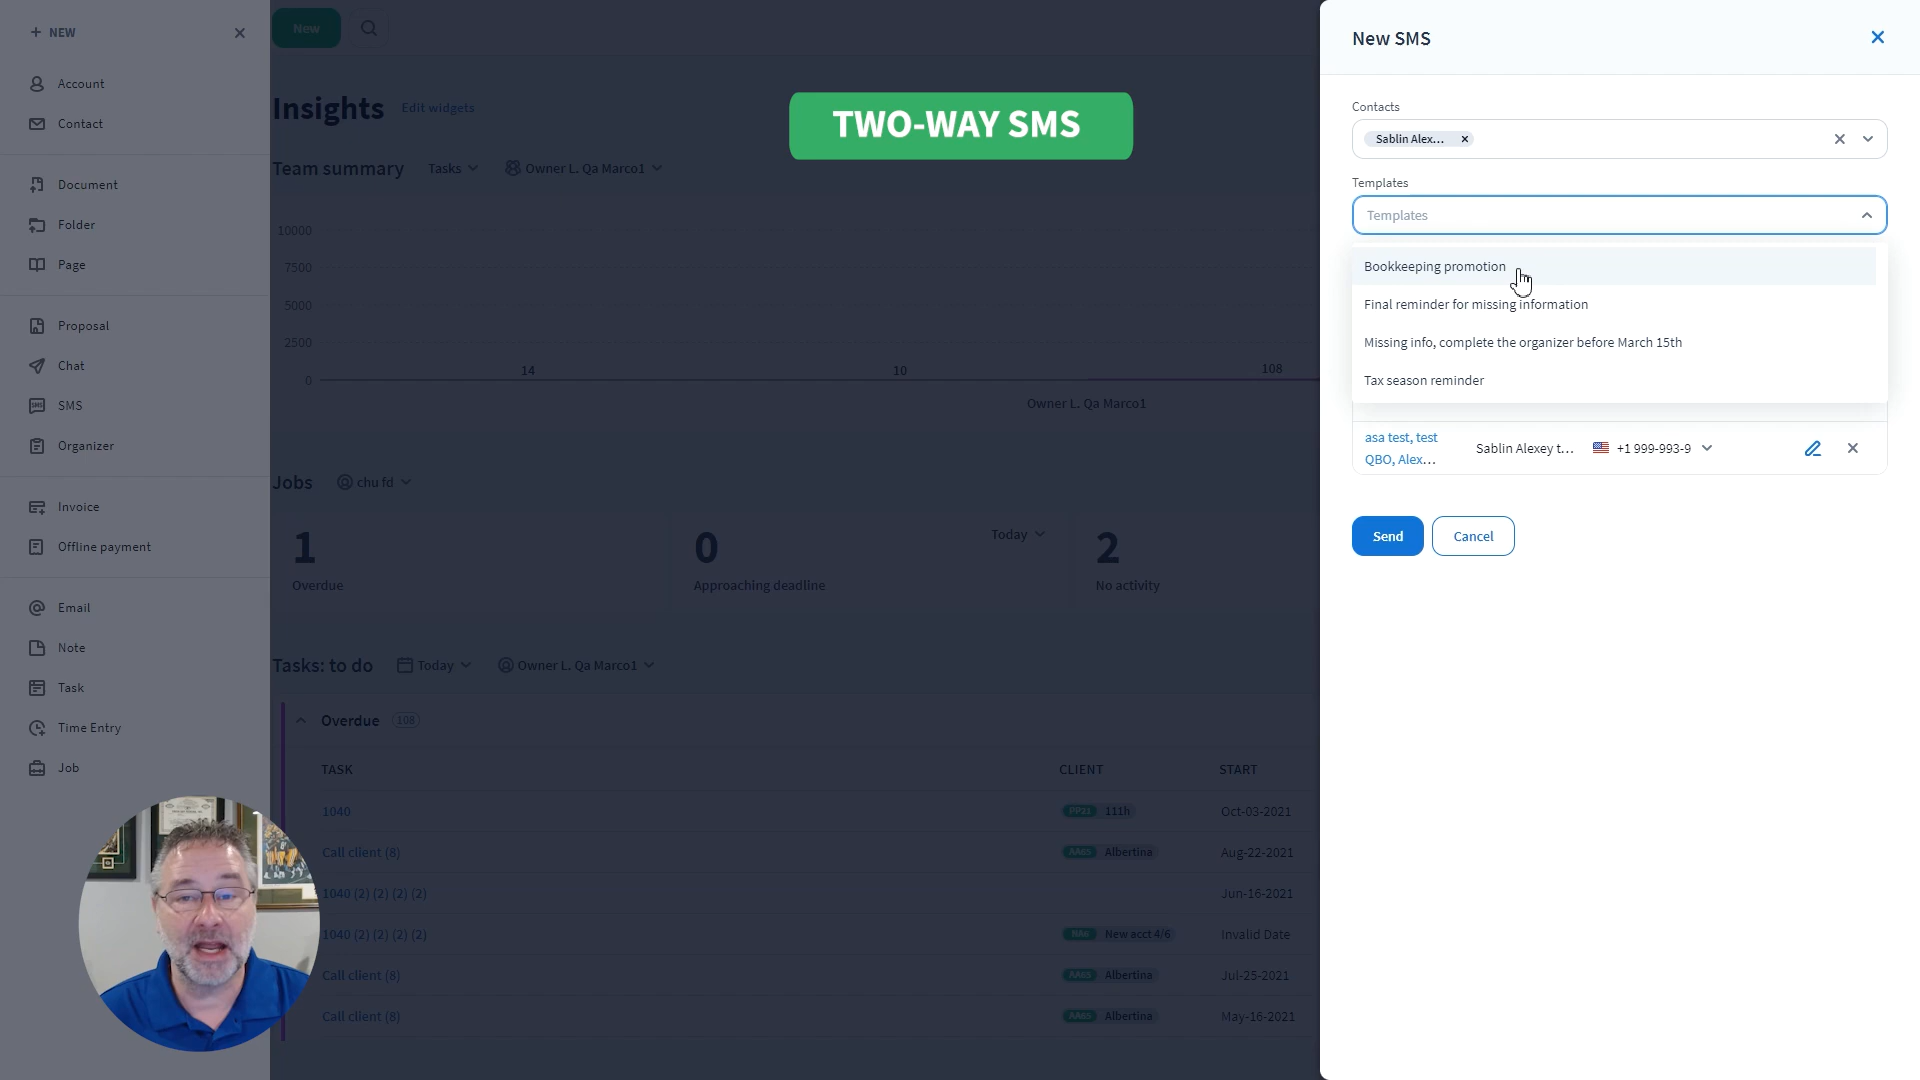 NEW
Account
Contact
Document
Folder
Page
Proposal
Chat
SMS
Organizer
Invoice
Offline payment
Email
Note
Task
Time Entry
Job
New
Insights Edit widgets
TWO-WAY SMS
Team summary Tasks Owner L. Qa Marco1
10000
7500
5000
2500
0
14 10 108
Owner L. Qa Marco1
Jobs chu fd
1
Overdue
0 Today
Approaching deadline
2
No activity
Tasks: to do Today Owner L. Qa Marco1
Overdue 108
TASK CLIENT START
1040 PP31 111h Oct-03-2021
Call client (8) AA65 Albertina Aug-22-2021
1040 (2) (2) (2) (2) Jun-16-2021
1040 (2) (2) (2) (2) NA6 New acct 4/6 Invalid Date
Call client (8) AA65 Albertina Jul-25-2021
Call client (8) AA65 Albertina May-16-2021
New SMS
Contacts
Sablin Alex...
Templates
Templates
Bookkeeping promotion
Final reminder for missing information
Missing info, complete the organizer before March 15th
Tax season reminder
asa test, test
QBO, Alex...
Sablin Alexey t... +1 999-993-9
Send Cancel